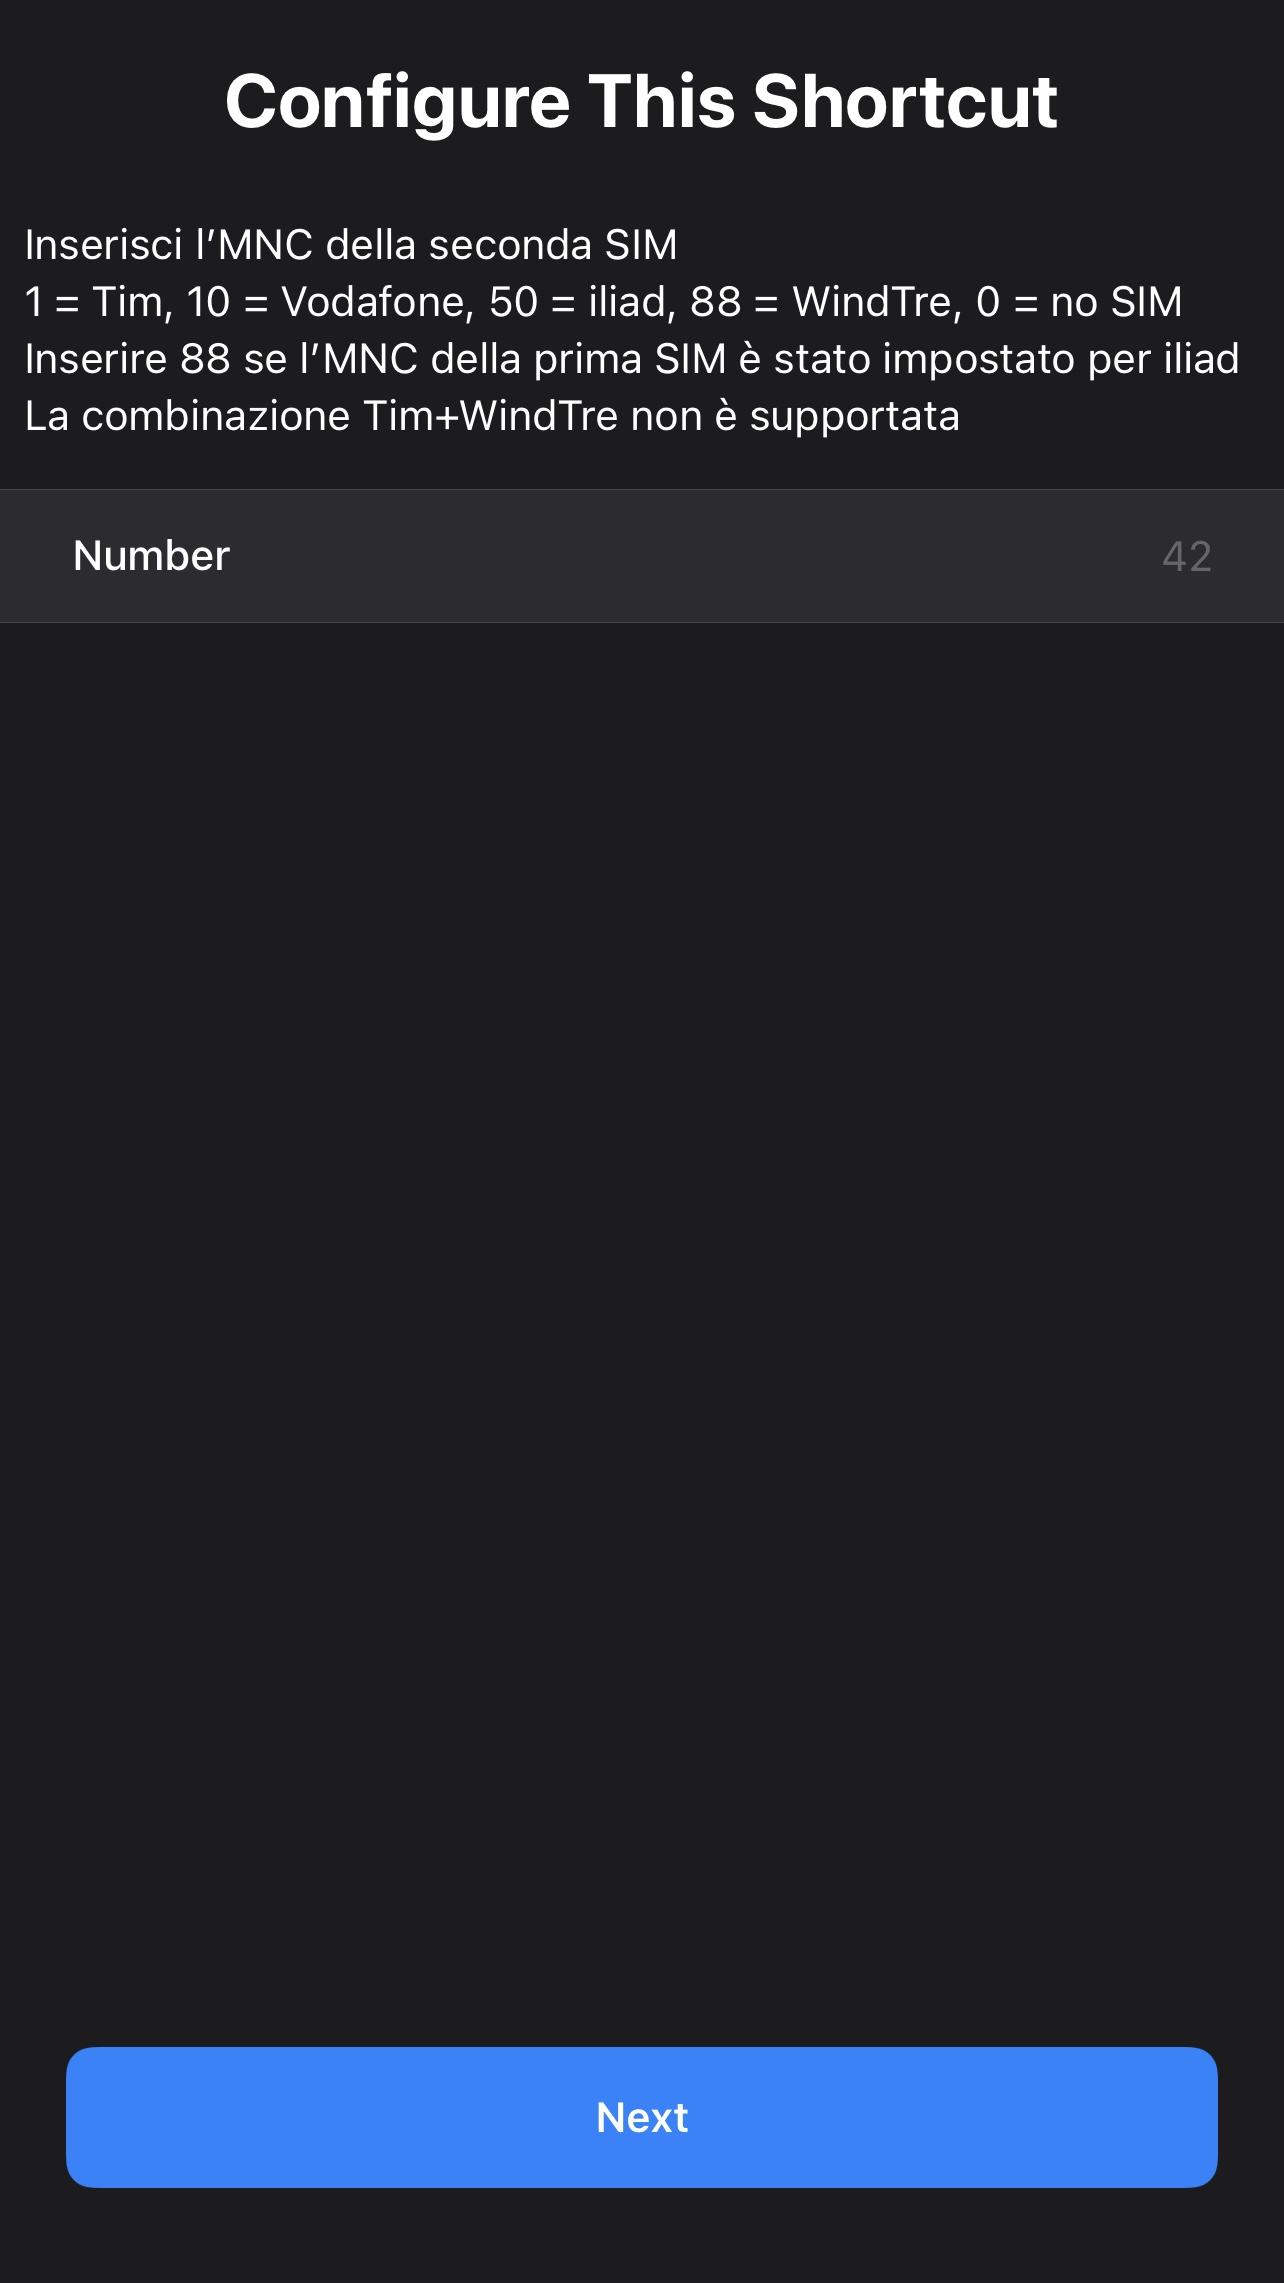 Configure This Shortcut
Inserisci l’MNC della seconda SIM
1 = Tim, 10 = Vodafone, 50 = iliad, 88 = WindTre, 0 = no SIM
Inserire 88 se l’MNC della prima SIM è stato impostato per iliad
La combinazione Tim+WindTre non è supportata
Number 42
Next